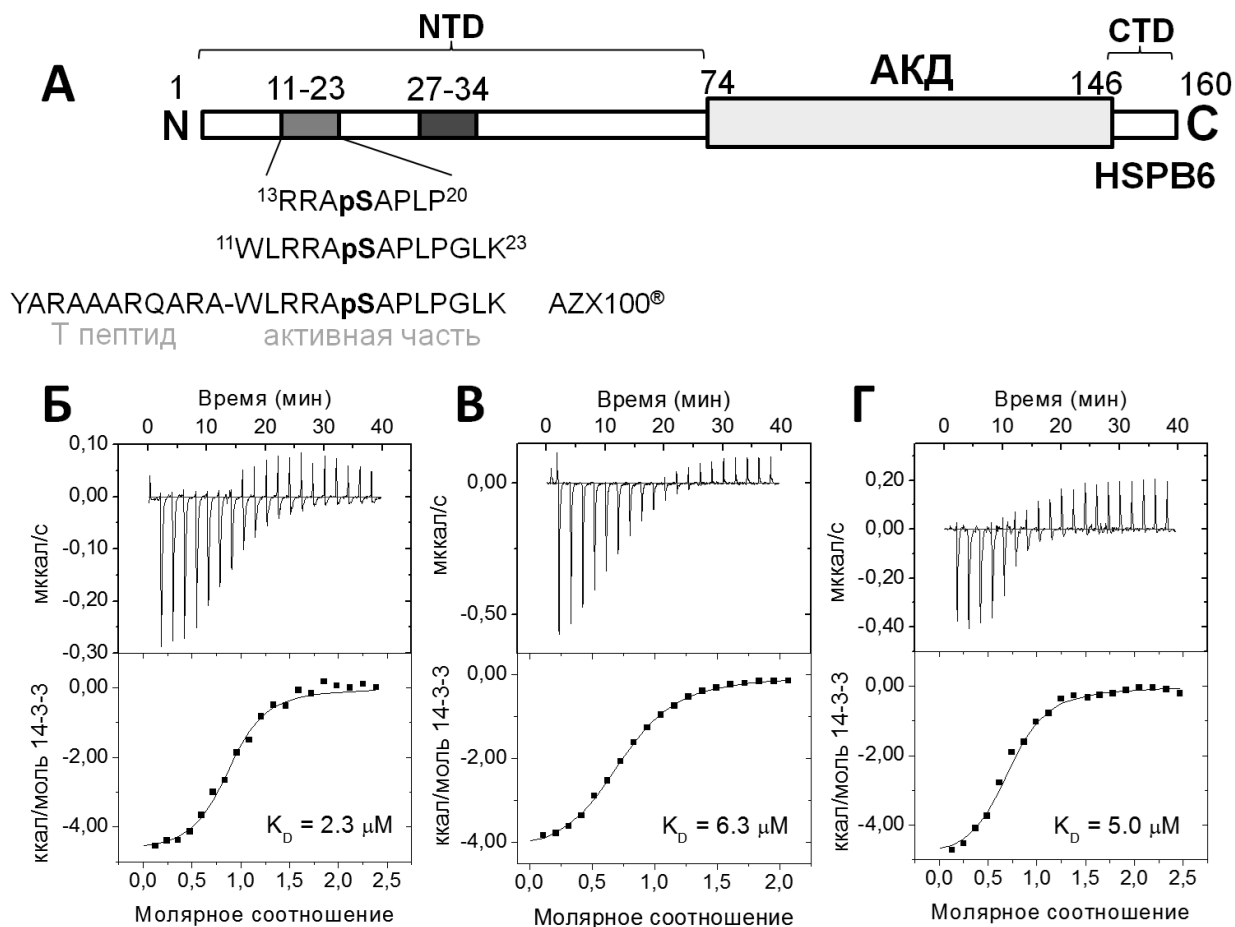 А
NTD
CTD
1
11-23
27-34
74
АКД
146
160
N
C
HSPB6
¹³RRApSAPLP²⁰
¹¹WLRRApSAPLPGLK²³
YARAAARQARA-WLRRApSAPLPGLK AZX100®
Т пептид активная часть
Б
Время (мин)
0 10 20 30 40
0,10
0,00
-0,10
-0,20
-0,30
мккал/с
0,00
-2,00
-4,00
ккал/моль 14-3-3
K_D = 2.3 μM
0,0 0,5 1,0 1,5 2,0 2,5
Молярное соотношение
В
Время (мин)
0 10 20 30 40
0,00
-0,50
мккал/с
0,00
-2,00
-4,00
ккал/моль 14-3-3
K_D = 6.3 μM
0,0 0,5 1,0 1,5 2,0
Молярное соотношение
Г
Время (мин)
0 10 20 30 40
0,20
0,00
-0,20
-0,40
мккал/с
0,00
-2,00
-4,00
ккал/моль 14-3-3
K_D = 5.0 μM
0,0 0,5 1,0 1,5 2,0 2,5
Молярное соотношение